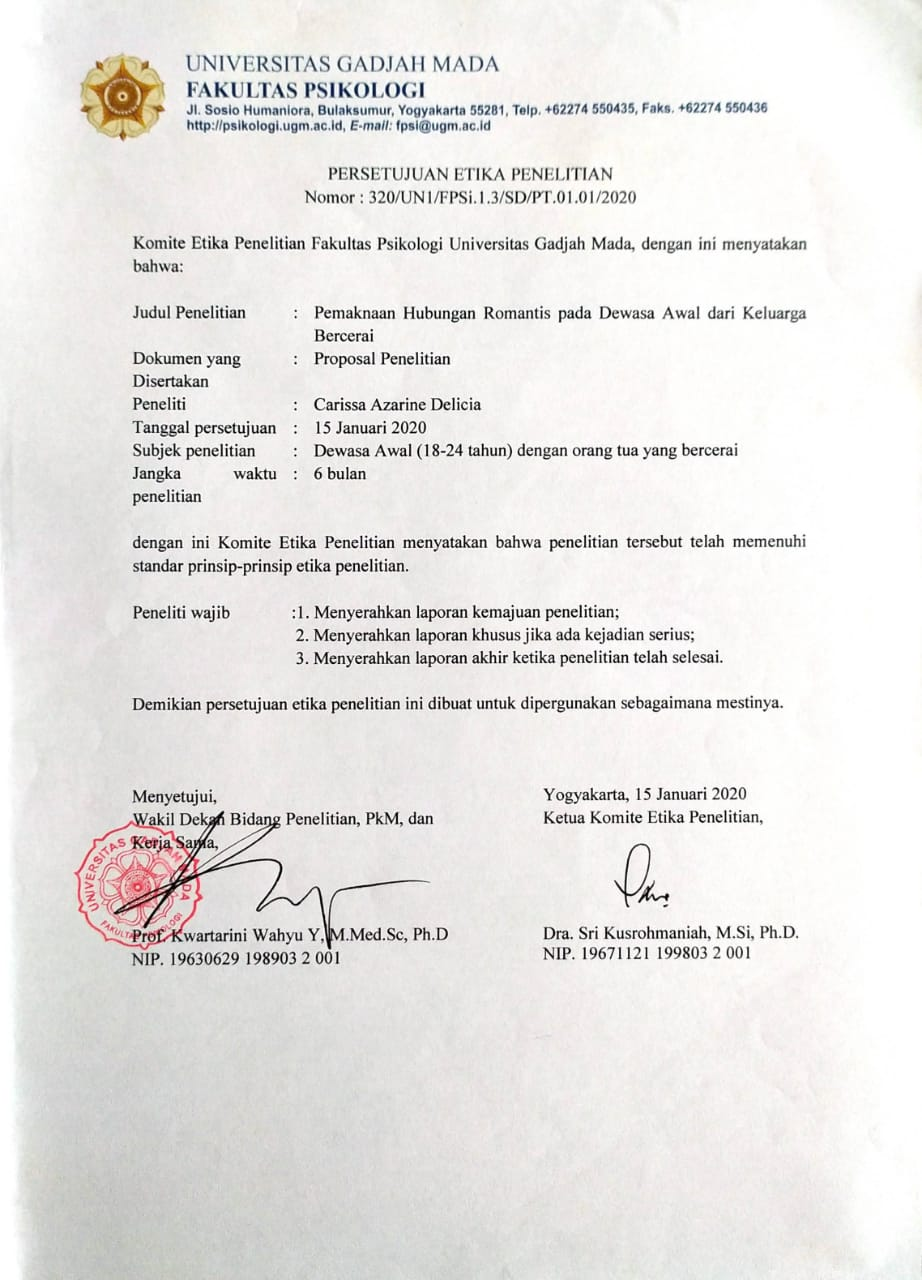 UNIVERSITAS GADJAH MADA
FAKULTAS PSIKOLOGI
Jl. Sosio Humaniora, Bulaksumur, Yogyakarta 55281, Telp. +62274 550435, Faks. +62274 550436
http://psikologi.ugm.ac.id, E-mail: fpsi@ugm.ac.id
PERSETUJUAN ETIKA PENELITIAN
Nomor : 320/UN1/FPSi.1.3/SD/PT.01.01/2020
Komite Etika Penelitian Fakultas Psikologi Universitas Gadjah Mada, dengan ini menyatakan
bahwa:
Judul Penelitian : Pemaknaan Hubungan Romantis pada Dewasa Awal dari Keluarga
Bercerai
Dokumen yang : Proposal Penelitian
Disertakan
Peneliti : Carissa Azarine Delicia
Tanggal persetujuan : 15 Januari 2020
Subjek penelitian : Dewasa Awal (18-24 tahun) dengan orang tua yang bercerai
Jangka waktu : 6 bulan
penelitian
dengan ini Komite Etika Penelitian menyatakan bahwa penelitian tersebut telah memenuhi
standar prinsip-prinsip etika penelitian.
Peneliti wajib :1. Menyerahkan laporan kemajuan penelitian;
2. Menyerahkan laporan khusus jika ada kejadian serius;
3. Menyerahkan laporan akhir ketika penelitian telah selesai.
Demikian persetujuan etika penelitian ini dibuat untuk dipergunakan sebagaimana mestinya.
Menyetujui,
Wakil Dekan Bidang Penelitian, PkM, dan
Kerja Sama,
UNIVERSITAS GADJAH MADA
FAKULTAS PSIKOLOGI
Prof. Kwartarini Wahyu Y, M.Med.Sc, Ph.D
NIP. 19630629 198903 2 001
Yogyakarta, 15 Januari 2020
Ketua Komite Etika Penelitian,
Dra. Sri Kusrohmaniah, M.Si, Ph.D.
NIP. 19671121 199803 2 001